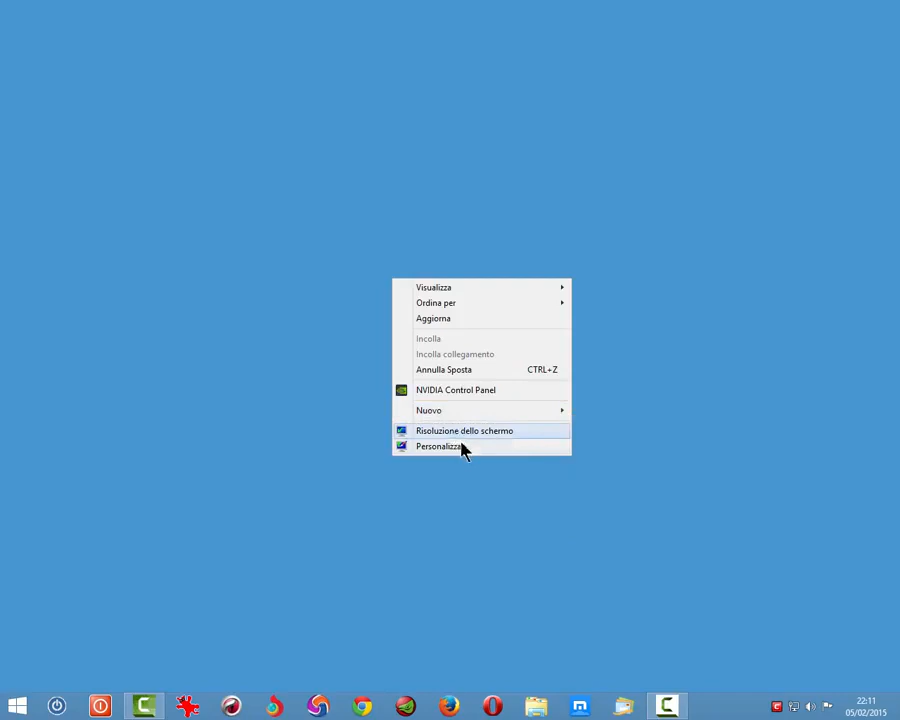 Visualizza
Ordina per
Aggiorna
Incolla
Incolla collegamento
Annulla Sposta CTRL+Z
NVIDIA Control Panel
Nuovo
Risoluzione dello schermo
Personalizza
22:11
05/02/2015